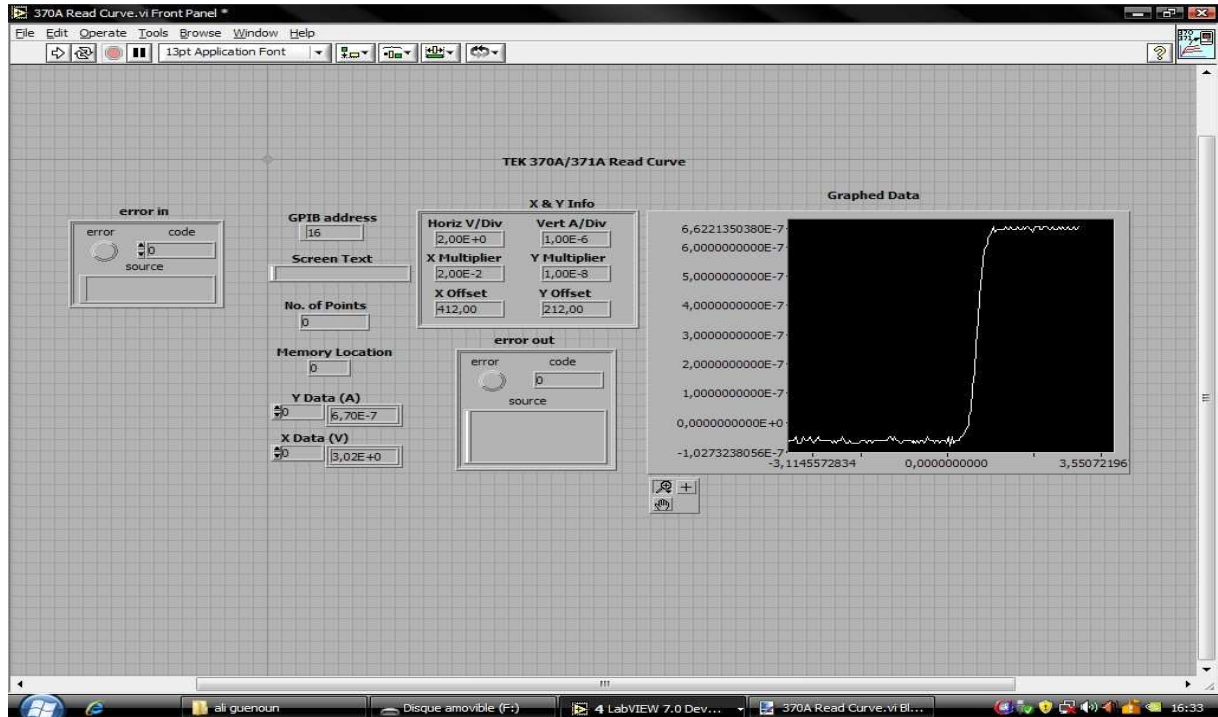 370A Read Curve.vi Front Panel *
File Edit Operate Tools Browse Window Help
13pt Application Font
?
370
371
TEK 370A/371A Read Curve
error in
error code
0
source
GPIB address
16
Screen Text
No. of Points
0
Memory Location
0
Y Data (A)
0 6,70E-7
X Data (V)
0 3,02E+0
X & Y Info
Horiz V/Div Vert A/Div
2,00E+0 1,00E-6
X Multiplier Y Multiplier
2,00E-2 1,00E-8
X Offset Y Offset
412,00 212,00
error out
error code
0
source
Graphed Data
6,6221350380E-7
6,0000000000E-7
5,0000000000E-7
4,0000000000E-7
3,0000000000E-7
2,0000000000E-7
1,0000000000E-7
0,0000000000E+0
-1,0273238056E-7
-3,1145572834 0,0000000000 3,55072196
ali guenoun Disque amovible (F:) 4 LabVIEW 7.0 Dev... 370A Read Curve.vi Bl... 16:33